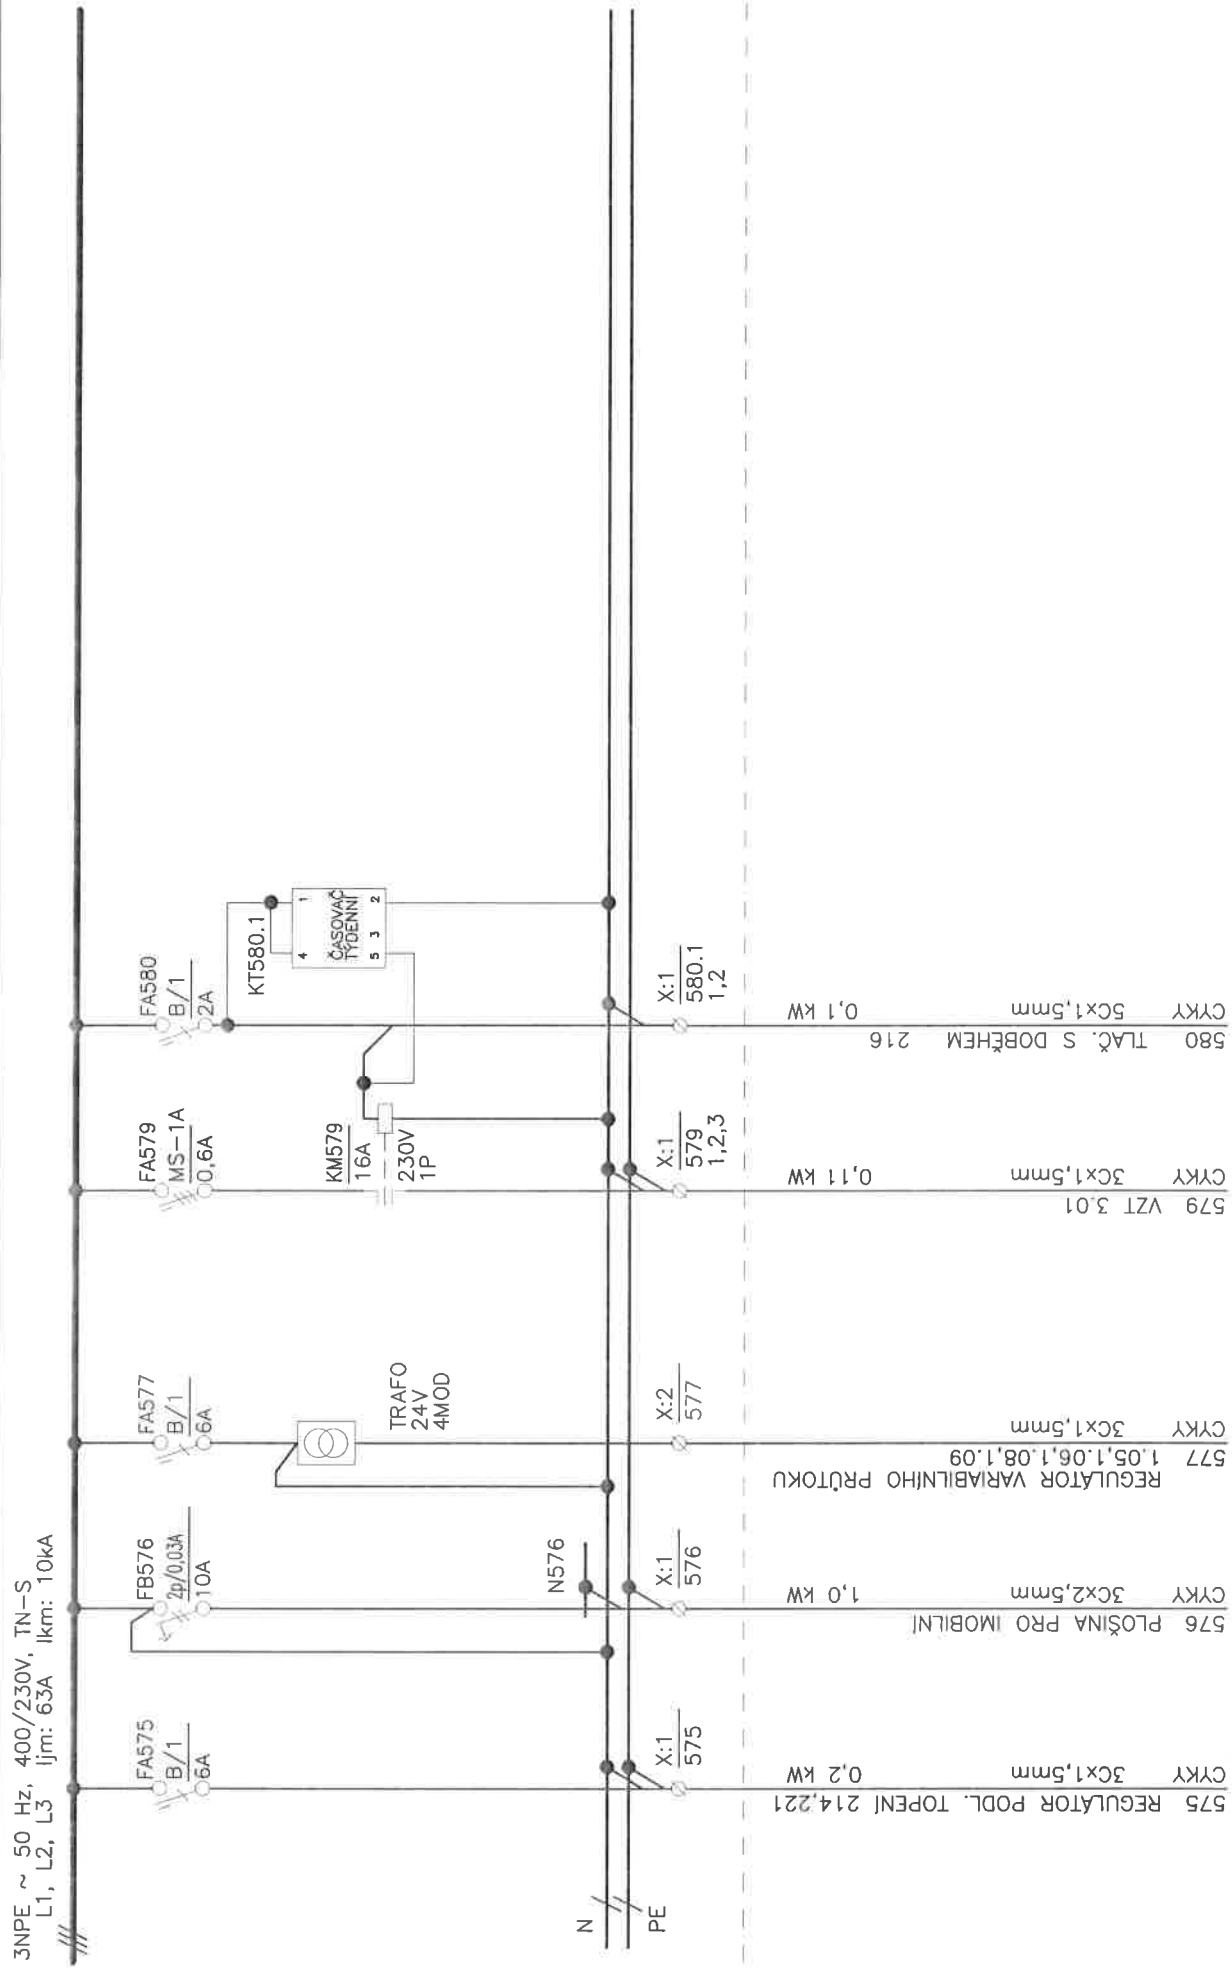 3NPE ~ 50 Hz, 400/230V, TN-S
L1, L2, L3 Ijm: 63A Ikm: 10kA
FA575
B/1
6A
FB576
2p/0,03A
10A
FA577
B/1
6A
FA579
MS-1A
0,6A
FA580
B/1
2A
TRAFO
24V
4MOD
KM579
16A
230V
1P
KT580.1
4 1
ČASOVAČ
TÝDENNÍ
5 3 2
N
PE
N576
X:1
575
X:1
576
X:2
577
X:1
579
1,2,3
X:1
580.1
1,2
575 REGULÁTOR PODL. TOPENÍ 214,221
CYKY 3Cx1,5mm 0,2 kW
576 PLOŠINA PRO IMOBILNÍ
CYKY 3Cx2,5mm 1,0 kW
REGULÁTOR VARIABILNÍHO PRŮTOKU
577 1.05,1.06,1.08,1.09
CYKY 3Cx1,5mm
579 VZT 3.01
CYKY 3Cx1,5mm 0,11 kW
580 TLAČ. S DOBĚHEM 216
CYKY 5Cx1,5mm 0,1 kW